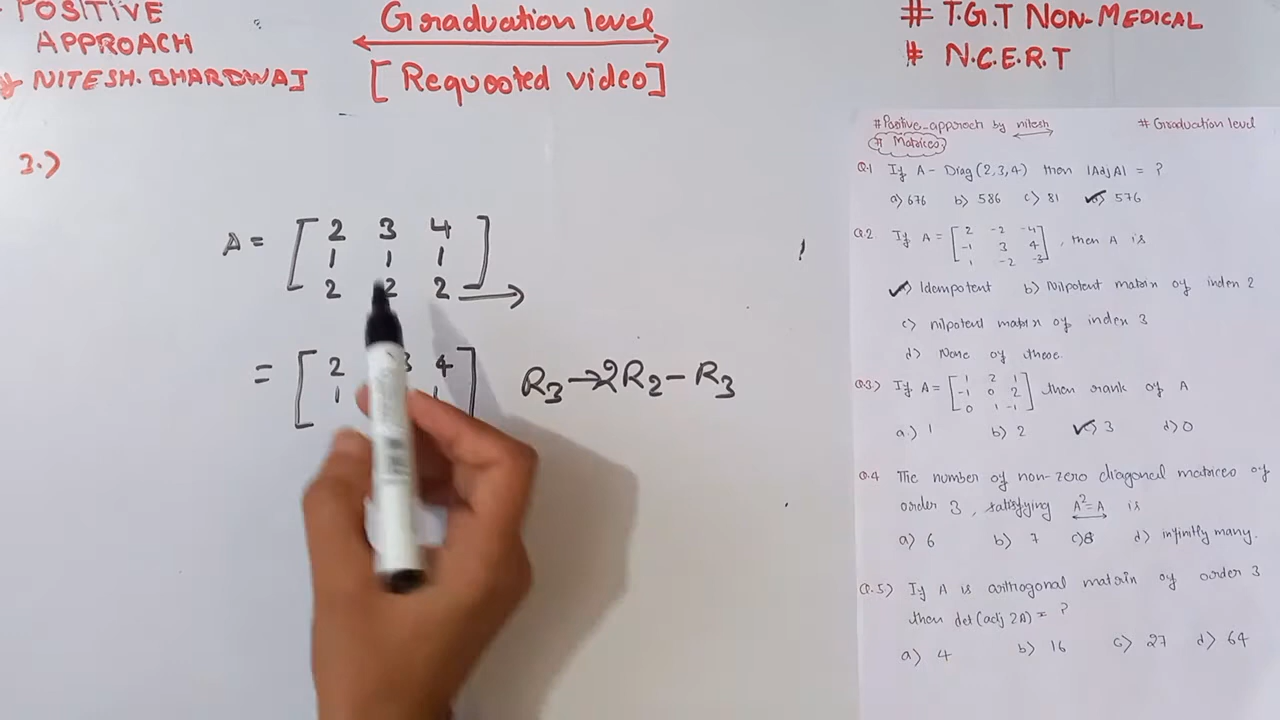 POSITIVE
APPROACH
NITESH. BHARDWAJ
Graduation level
[Requested video]
# T.G.T NON-MEDICAL
# N.C.E.R.T
3.)
A = [2 3 4
1 1 1
2 2 2]
= [2 3 4
1 1]
R3→2R2-R3
#Positive_approach by nitesh
# Graduation level
# Matrices
Q.1 If A - Diag (2,3,4) then |AdjA| = ?
a) 676 b) 586 c) 81 d) 576
Q.2. If A = [2 -2 -4
-1 3 4
1 -2 -3], then A is
a) Idempotent b) Nilpotent matrix of index 2
c) nilpotent matrix of index 3
d) None of these.
Q.3) If A = [1 2 1
-1 0 2
0 1 -1] then rank of A
a.) 1 b) 2 c) 3 d) 0
Q.4 The number of non-zero diagonal matrices of
order 3, satisfying A²=A is
a) 6 b) 7 c) 8 d) infinitly many.
Q.5) If A is orthogonal matrix of order 3
then det(adj 2A) = ?
a) 4 b) 16 c) 27 d) 64